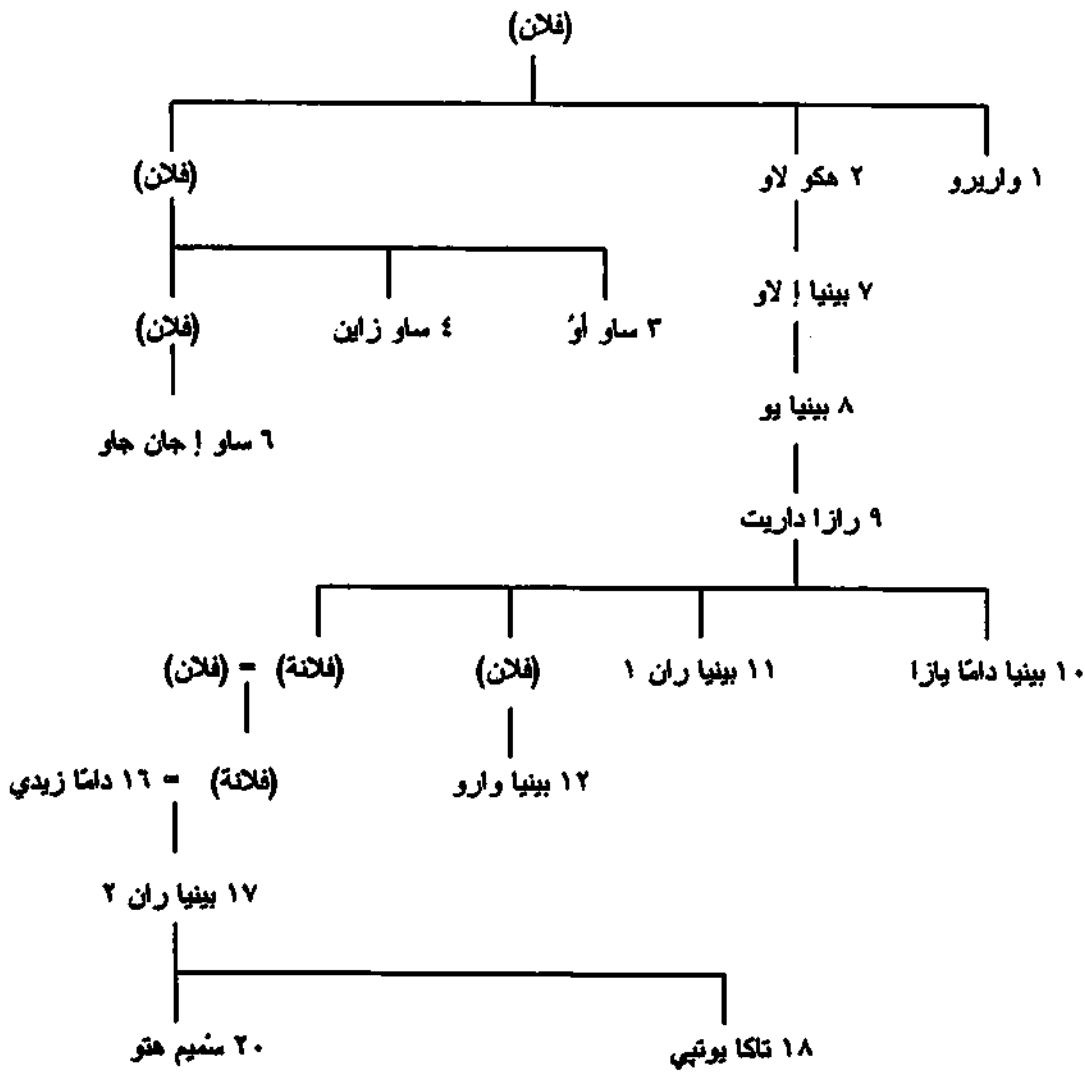 (فلان)
١ واريرو
٢ هكو لاو
(فلان)
٧ بينيا إ لاو
٣ ساو أو
٤ ساو زاين
(فلان)
٨ بينيا يو
٦ ساو إ جان جاو
٩ رازا داريت
١٠ بينيا دامّا يازا
١١ بينيا ران ١
(فلان)
(فلانة) = (فلان)
١٢ بينيا وارو
(فلانة) = ١٦ دامّا زيدي
١٧ بينيا ران ٢
١٨ تاكا يوتبي
٢٠ سميم هتو